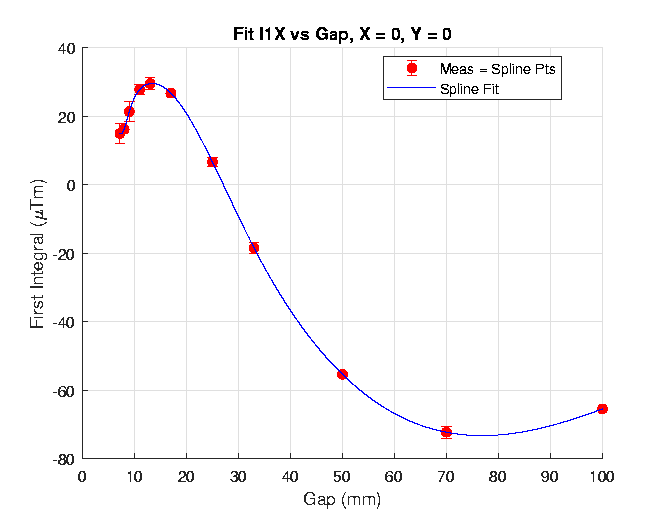 Fit I1X vs Gap, X = 0, Y = 0
Meas = Spline Pts
Spline Fit
First Integral (μTm)
40
20
0
-20
-40
-60
-80
0 10 20 30 40 50 60 70 80 90 100
Gap (mm)